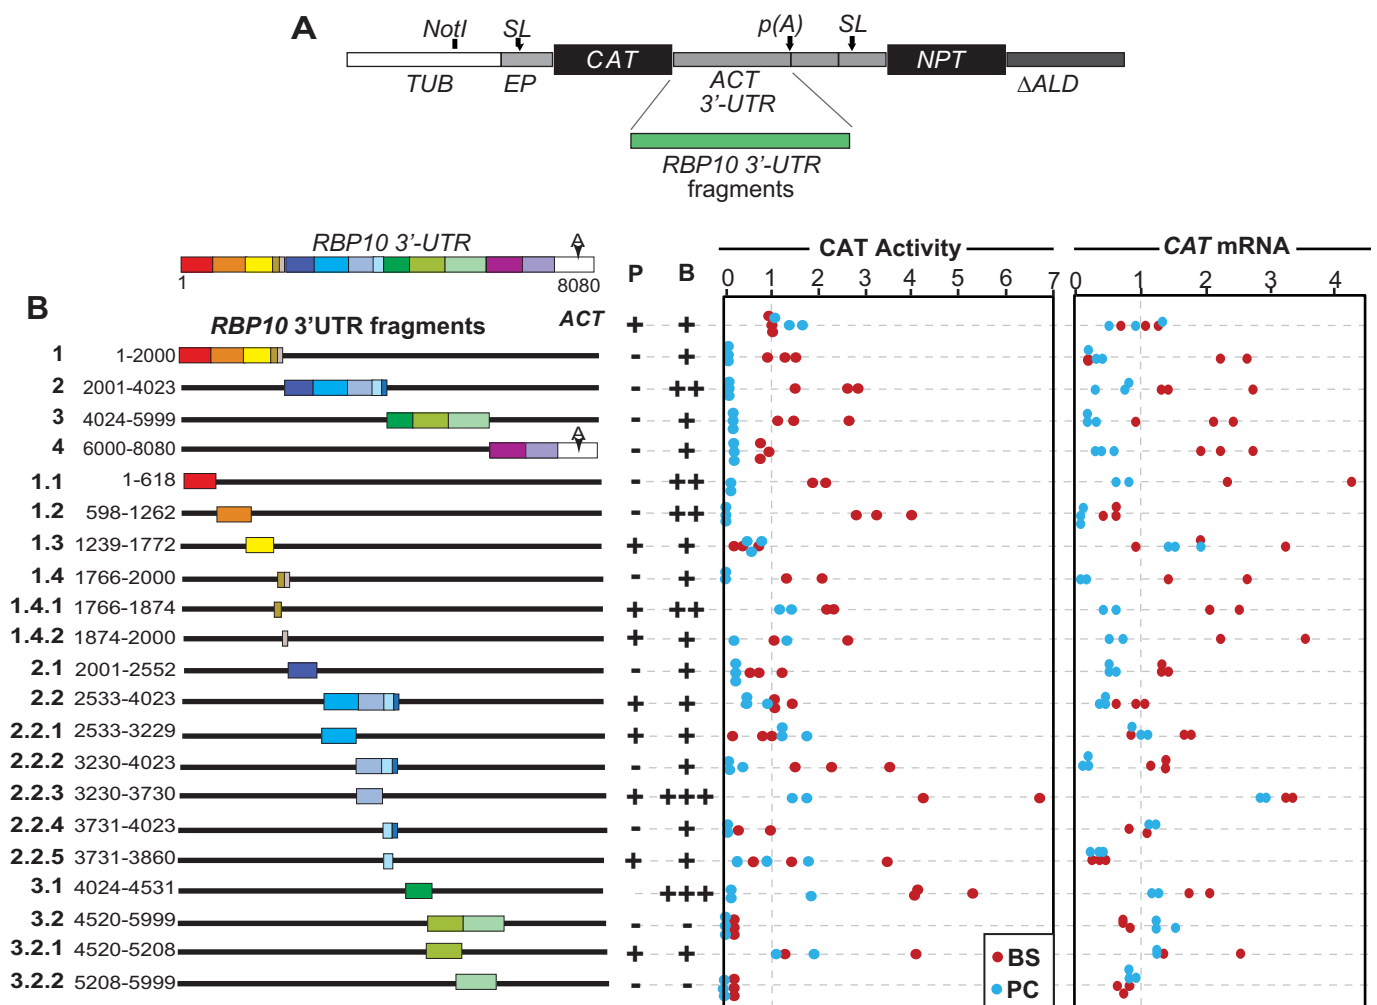 A
NotI SL p(A) SL
CAT NPT
TUB EP ACT 3'-UTR ΔALD
RBP10 3'-UTR
fragments
RBP10 3'-UTR A
1 8080
P B
CAT Activity CAT mRNA
0 1 2 3 4 5 6 7 0 1 2 3 4
B
RBP10 3'UTR fragments ACT + +
1 1-2000 - +
2 2001-4023 - ++
3 4024-5999 - +
4 6000-8080 A - +
1.1 1-618 - ++
1.2 598-1262 - ++
1.3 1239-1772 + +
1.4 1766-2000 - +
1.4.1 1766-1874 + ++
1.4.2 1874-2000 + +
2.1 2001-2552 - +
2.2 2533-4023 + +
2.2.1 2533-3229 + +
2.2.2 3230-4023 - +
2.2.3 3230-3730 + +++
2.2.4 3731-4023 - +
2.2.5 3731-3860 + +
3.1 4024-4531 +++
3.2 4520-5999 - -
3.2.1 4520-5208 + +
3.2.2 5208-5999 - -
BS
PC